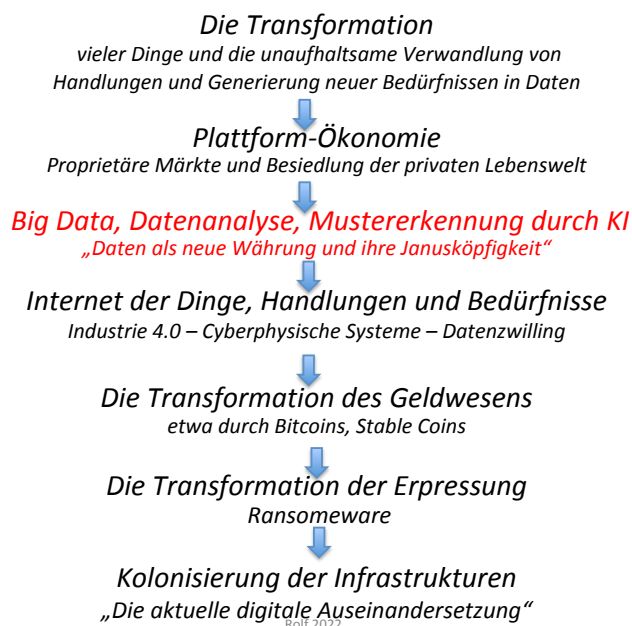 Die Transformation
vieler Dinge und die unaufhaltsame Verwandlung von
Handlungen und Generierung neuer Bedürfnissen in Daten
Plattform-Ökonomie
Proprietäre Märkte und Besiedlung der privaten Lebenswelt
Big Data, Datenanalyse, Mustererkennung durch KI
„Daten als neue Währung und ihre Janusköpfigkeit“
Internet der Dinge, Handlungen und Bedürfnisse
Industrie 4.0 – Cyberphysische Systeme – Datenzwilling
Die Transformation des Geldwesens
etwa durch Bitcoins, Stable Coins
Die Transformation der Erpressung
Ransomeware
Kolonisierung der Infrastrukturen
„Die aktuelle digitale Auseinandersetzung“
Rolf 2022